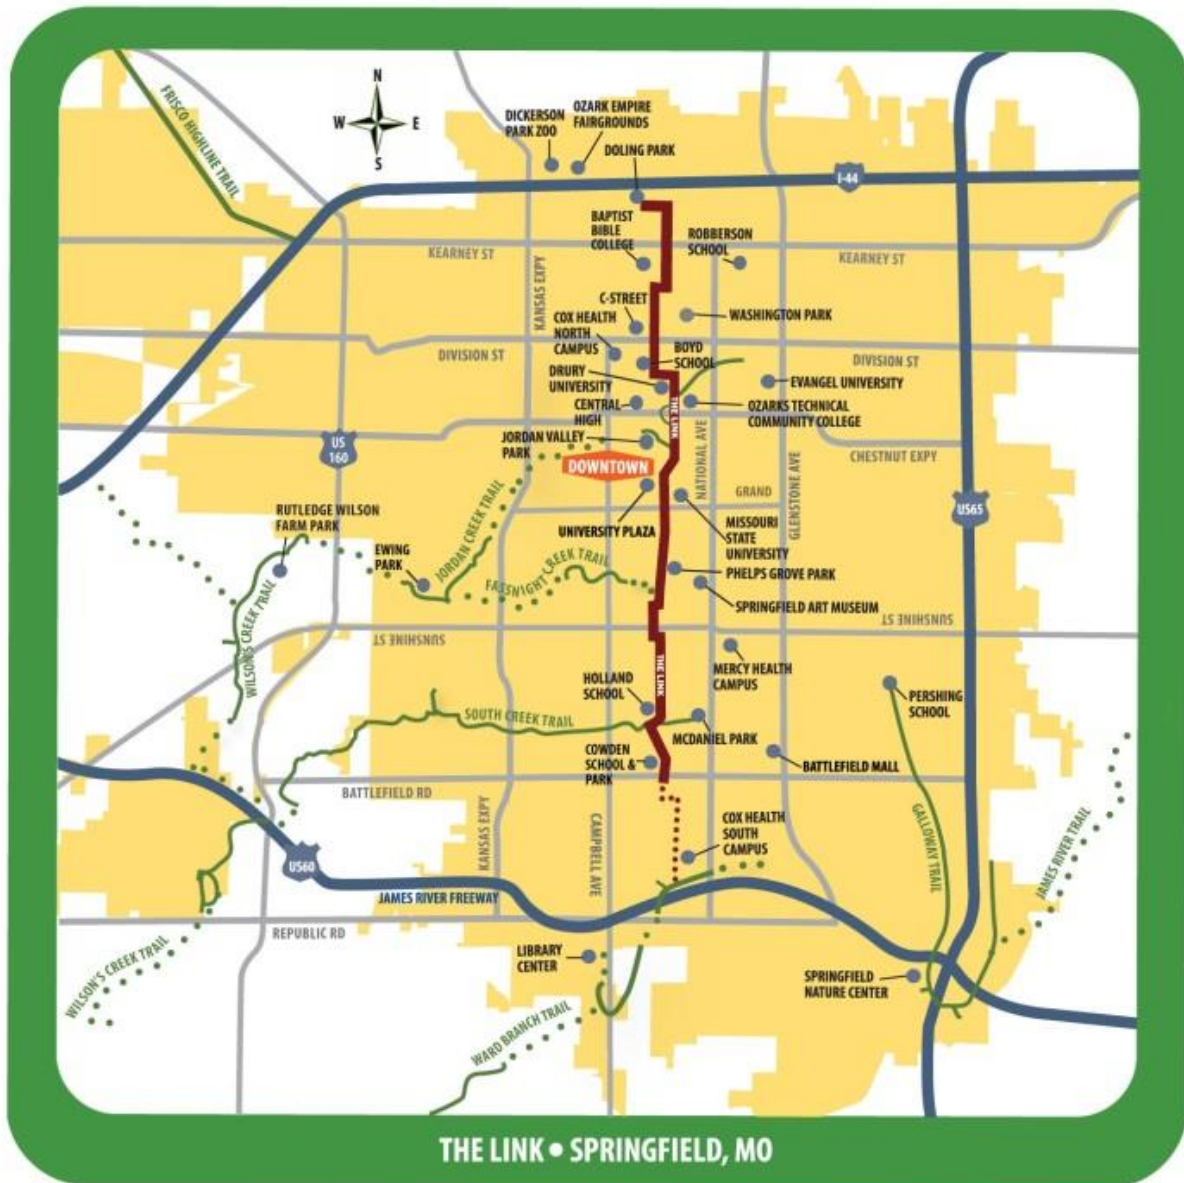 N
W
E
S
FRISCO HIGHLINE TRAIL
DICKERSON
PARK ZOO
OZARK EMPIRE
FAIRGROUNDS
DOLING PARK
I-44
BAPTIST
BIBLE
COLLEGE
ROBBERSON
SCHOOL
KEARNEY ST
KEARNEY ST
KANSAS EXPY
C-STREET
COX HEALTH
NORTH
CAMPUS
WASHINGTON PARK
DIVISION ST
BOYD
SCHOOL
DIVISION ST
DRURY
UNIVERSITY
EVANGEL UNIVERSITY
CENTRAL
HIGH
THE LINK
OZARKS TECHNICAL
COMMUNITY COLLEGE
US
160
JORDAN VALLEY
PARK
NATIONAL AVE
GLENSTONE AVE
CHESTNUT EXPY
DOWNTOWN
GRAND
US65
RUTLEDGE WILSON
FARM PARK
JORDAN CREEK TRAIL
UNIVERSITY PLAZA
MISSOURI
STATE
UNIVERSITY
EWING
PARK
FASSNIGHT CREEK TRAIL
PHELPS GROVE PARK
WILSON'S CREEK TRAIL
SPRINGFIELD ART MUSEUM
SUNSHINE ST
SUNSHINE ST
THE LINK
MERCY HEALTH
CAMPUS
HOLLAND
SCHOOL
PERSHING
SCHOOL
SOUTH CREEK TRAIL
MCDANIEL PARK
COWDEN
SCHOOL &
PARK
BATTLEFIELD MALL
BATTLEFIELD RD
KANSAS EXPY
CAMPBELL AVE
COX HEALTH
SOUTH
CAMPUS
GALLOWAY TRAIL
JAMES RIVER TRAIL
US60
JAMES RIVER FREEWAY
REPUBLIC RD
WILSON'S CREEK TRAIL
LIBRARY
CENTER
SPRINGFIELD
NATURE CENTER
WARD BRANCH TRAIL
THE LINK • SPRINGFIELD, MO